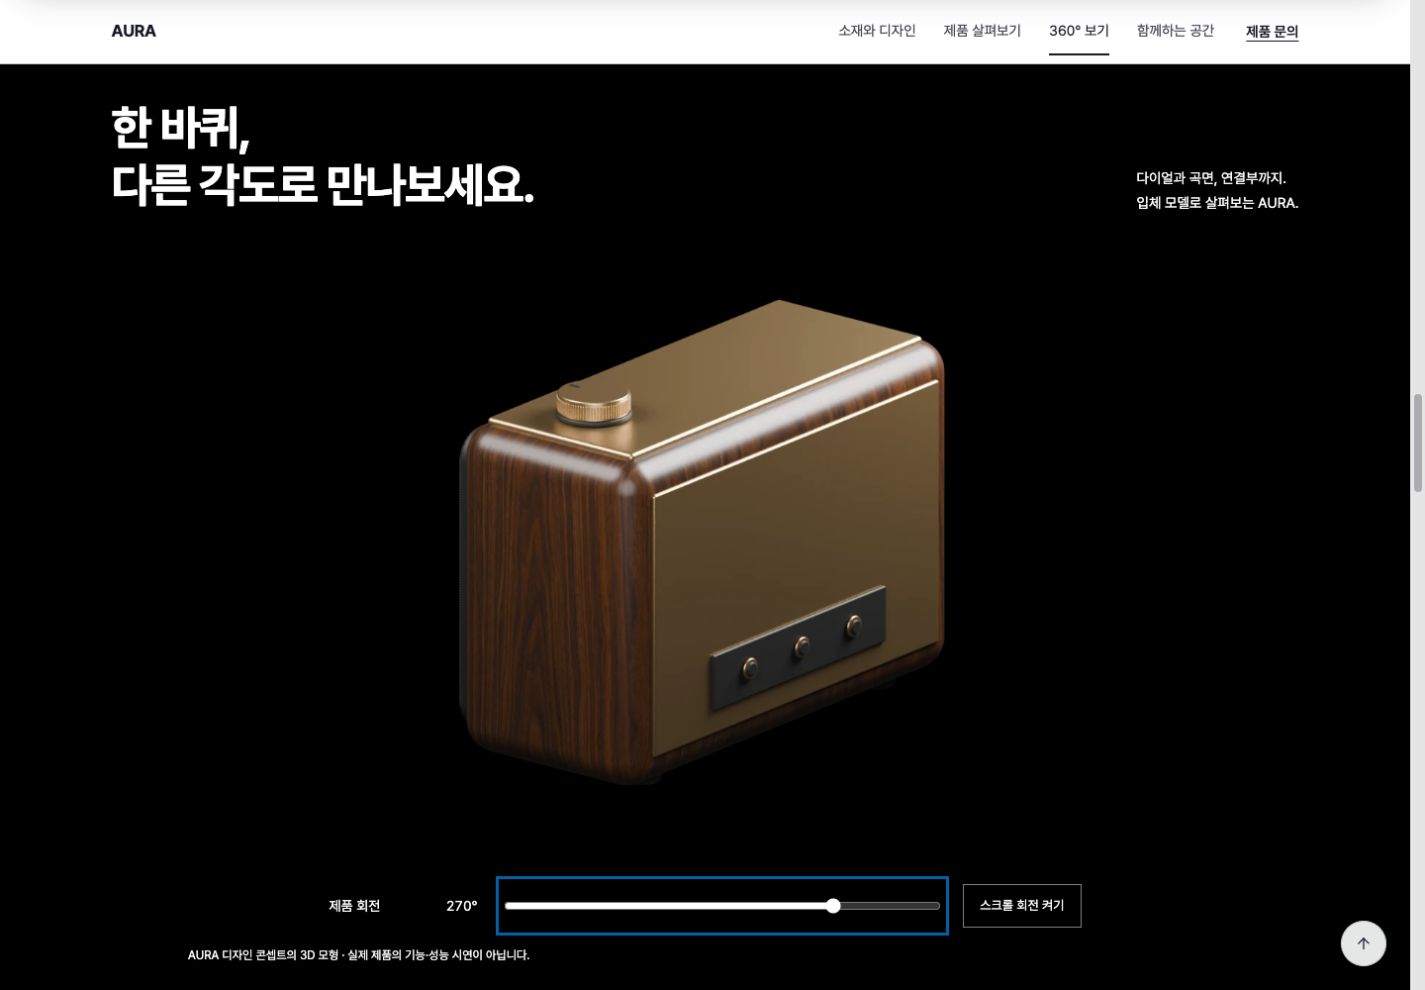 AURA
소재와 디자인
제품 살펴보기
360° 보기
함께하는 공간
제품 문의
한 바퀴,
다른 각도로 만나보세요.
다이얼과 곡면, 연결부까지.
입체 모델로 살펴보는 AURA.
제품 회전
270°
스크롤 회전 켜기
AURA 디자인 콘셉트의 3D 모형 · 실제 제품의 기능·성능 시연이 아닙니다.